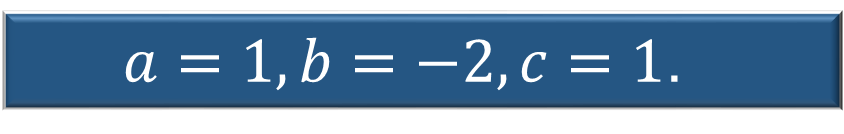 a = 1, b = −2, c = 1.